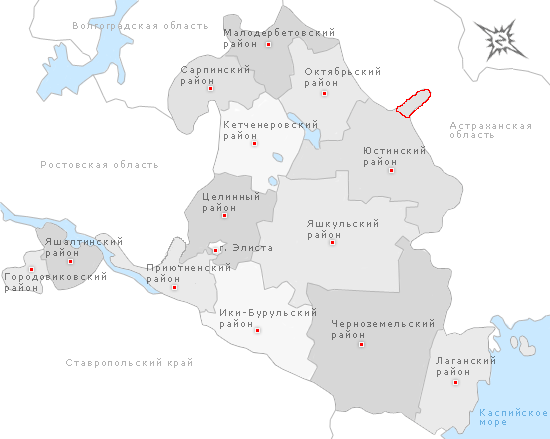 Волгоградская область
Малодербетовский
район
Сарпинский
район
Октябрьский
район
Кетченеровский
район
Астраханская
область
Юстинский
район
Ростовская область
Целинный
район
Яшкульский
район
Яшалтинский
район
г. Элиста
Городовиковский
район
Приютненский
район
Ики-Бурульский
район
Черноземельский
район
Ставропольский край
Лаганский
район
Каспийское
море